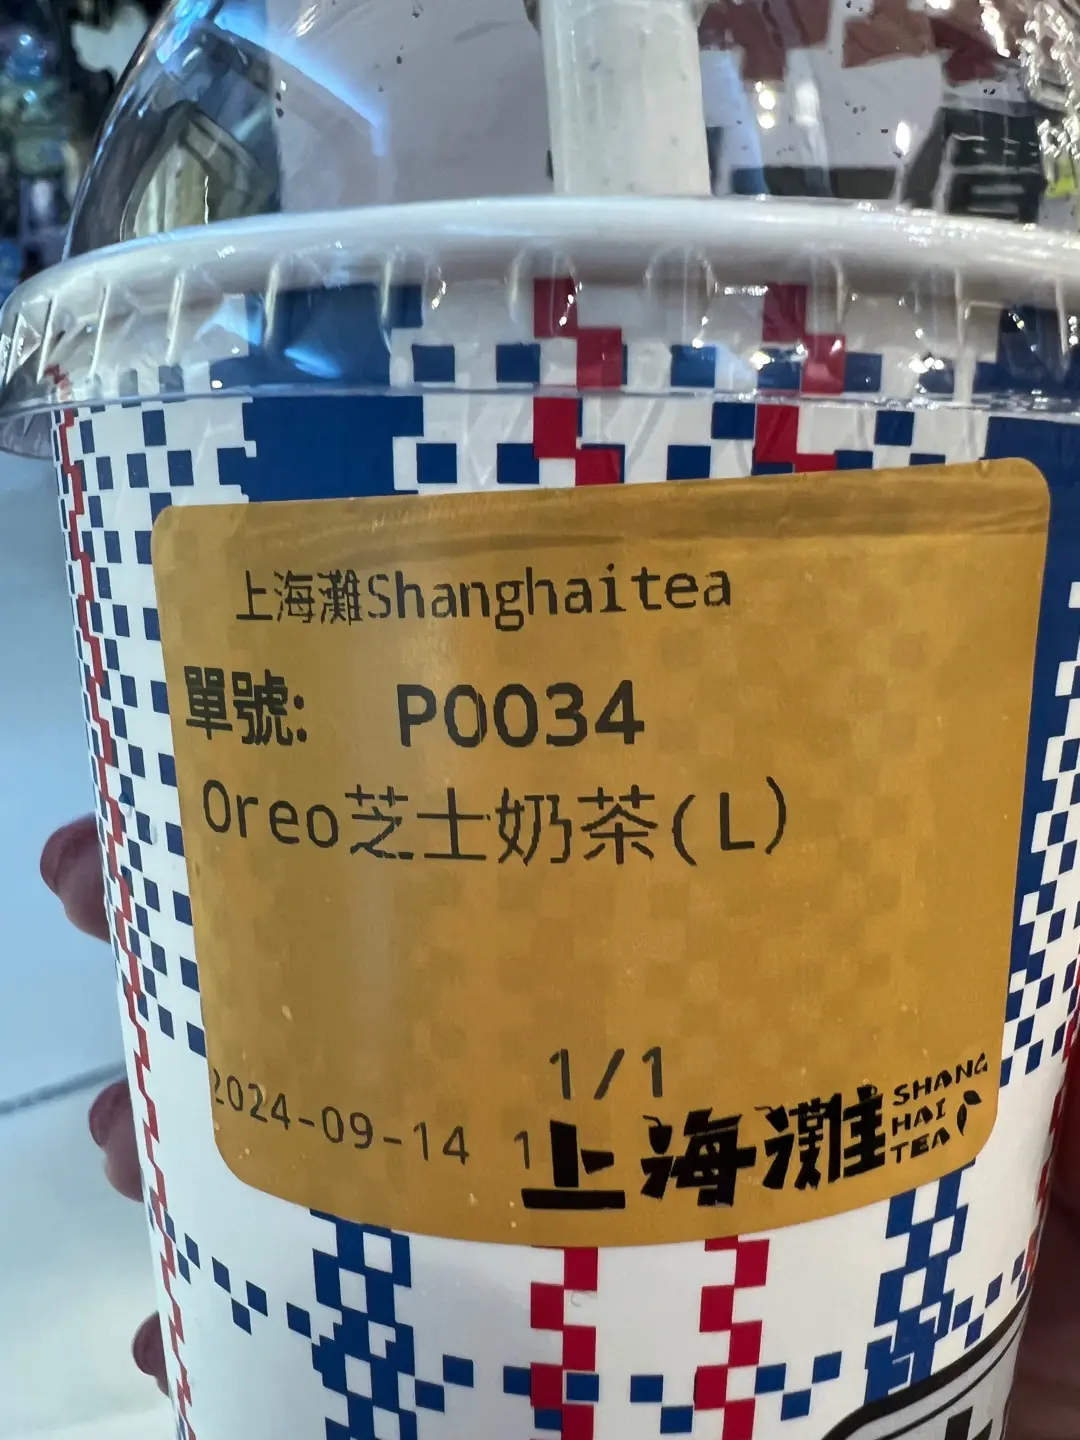 上海灘Shanghaitea
單號: P0034
Oreo芝士奶茶(L)
1/1
2024-09-14 1
上海灘
SHANG
HAI
TEA